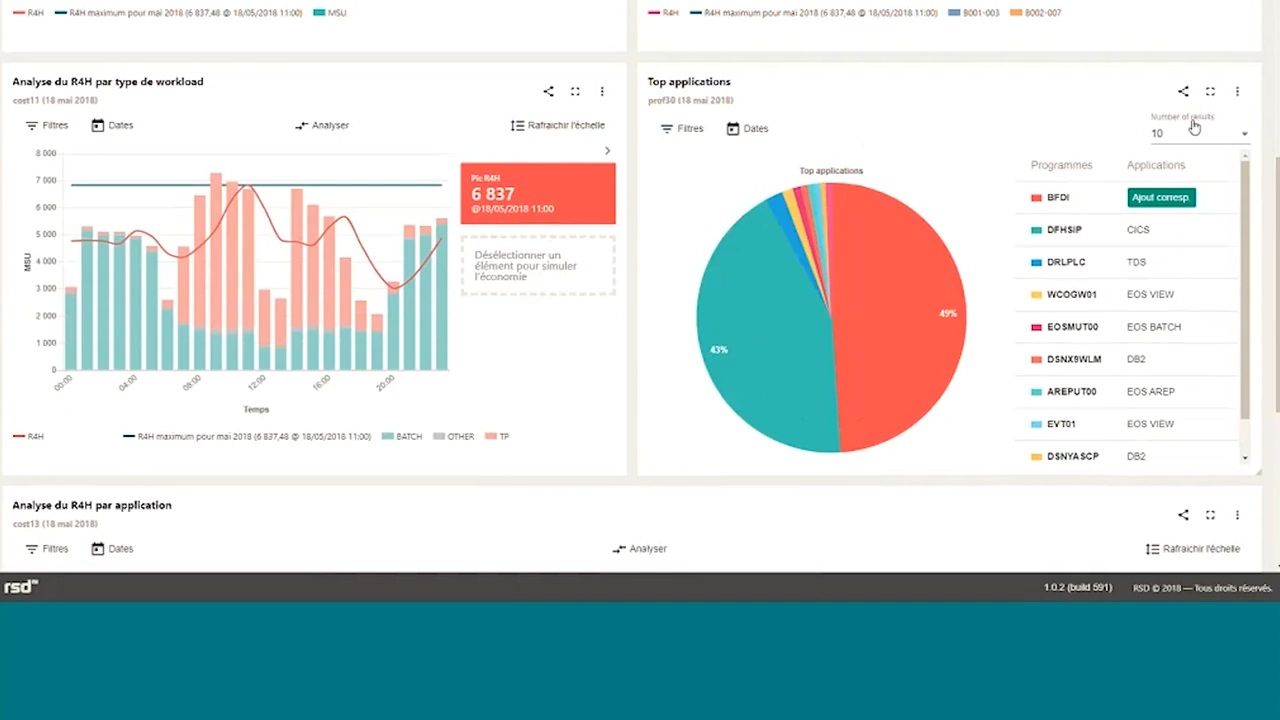 R4H R4H maximum pour mai 2018 (6 837,48 @ 18/05/2018 11:00) MSU
R4H R4H maximum pour mai 2018 (6 837,48 @ 18/05/2018 11:00) B001-003 B002-007
Analyse du R4H par type de workload
cost11 (18 mai 2018)
Filtres Dates Analyser Rafraichir l'échelle
8 000
7 000
6 000
5 000
4 000
3 000
2 000
1 000
0
MSU
00:00 04:00 08:00 12:00 16:00 20:00
Temps
Pic R4H
6 837
@18/05/2018 11:00
Désélectionner un
élément pour simuler
l'économie
R4H R4H maximum pour mai 2018 (6 837,48 @ 18/05/2018 11:00) BATCH OTHER TP
Top applications
prof30 (18 mai 2018)
Filtres Dates
Number of results
10
Top applications
49%
43%
Programmes Applications
BFDI Ajout corresp.
DFHSIP CICS
DRLPLC TDS
WCOGW01 EOS VIEW
EOSMUT00 EOS BATCH
DSNX9WLM DB2
AREPUT00 EOS AREP
EVT01 EOS VIEW
DSNYASCP DB2
Analyse du R4H par application
cost13 (18 mai 2018)
Filtres Dates Analyser Rafraichir l'échelle
rsd
1.0.2 (build 591) RSD © 2018 — Tous droits réservés.